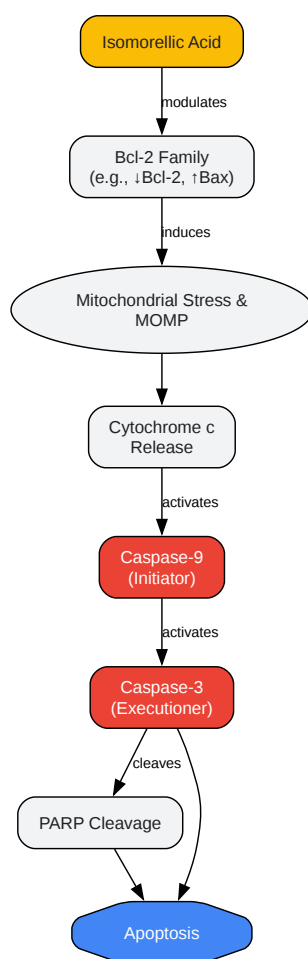 Isomorellic Acid
modulates
Bcl-2 Family
(e.g., ↓Bcl-2, ↑Bax)
induces
Mitochondrial Stress &
MOMP
Cytochrome c
Release
activates
Caspase-9
(Initiator)
activates
Caspase-3
(Executioner)
cleaves
PARP Cleavage
Apoptosis